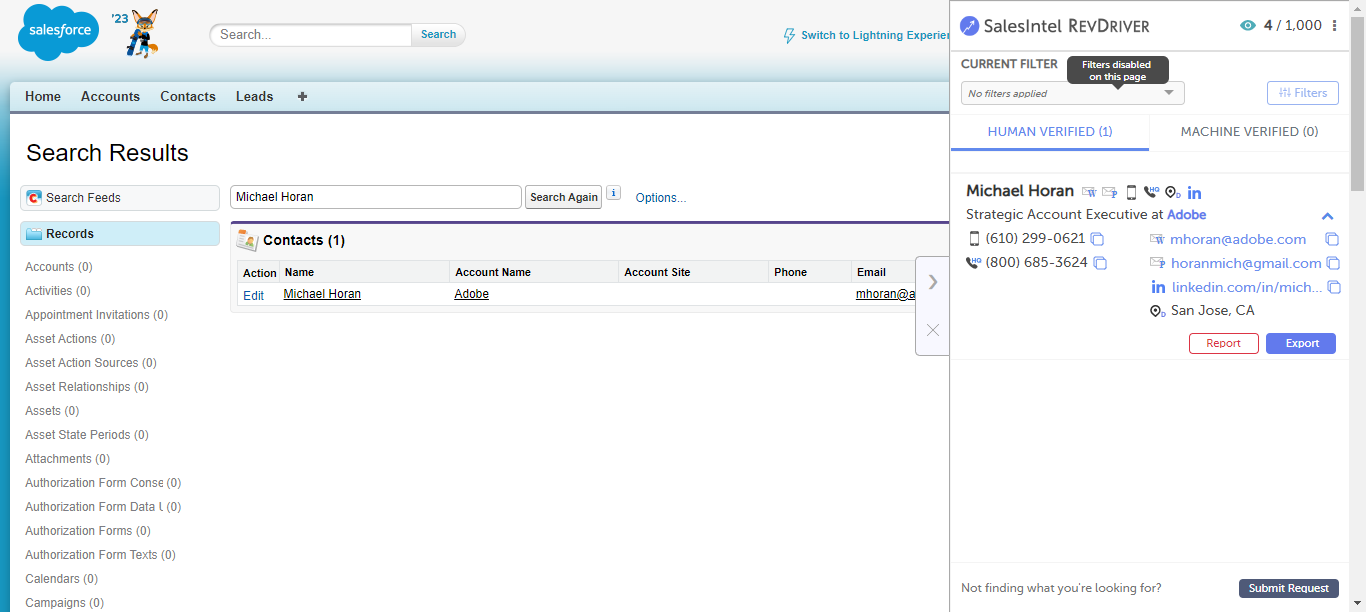 salesforce
'23
Search...
Search
Switch to Lightning Experien
Home Accounts Contacts Leads +
Search Results
Search Feeds
Records
Accounts (0)
Activities (0)
Appointment Invitations (0)
Asset Actions (0)
Asset Action Sources (0)
Asset Relationships (0)
Assets (0)
Asset State Periods (0)
Attachments (0)
Authorization Form Conse (0)
Authorization Form Data U (0)
Authorization Forms (0)
Authorization Form Texts (0)
Calendars (0)
Campaigns (0)
Michael Horan
Search Again
i
Options...
Contacts (1)
Action Name Account Name Account Site Phone Email
Edit Michael Horan Adobe mhoran@a
SalesIntel REVDRIVER
4 / 1,000
CURRENT FILTER
Filters disabled
on this page
No filters applied
Filters
HUMAN VERIFIED (1)
MACHINE VERIFIED (0)
Michael Horan W P HQ D in
Strategic Account Executive at Adobe
(610) 299-0621
HQ (800) 685-3624
W mhoran@adobe.com
P horanmich@gmail.com
in linkedin.com/in/mich...
D San Jose, CA
Report
Export
Not finding what you're looking for?
Submit Request